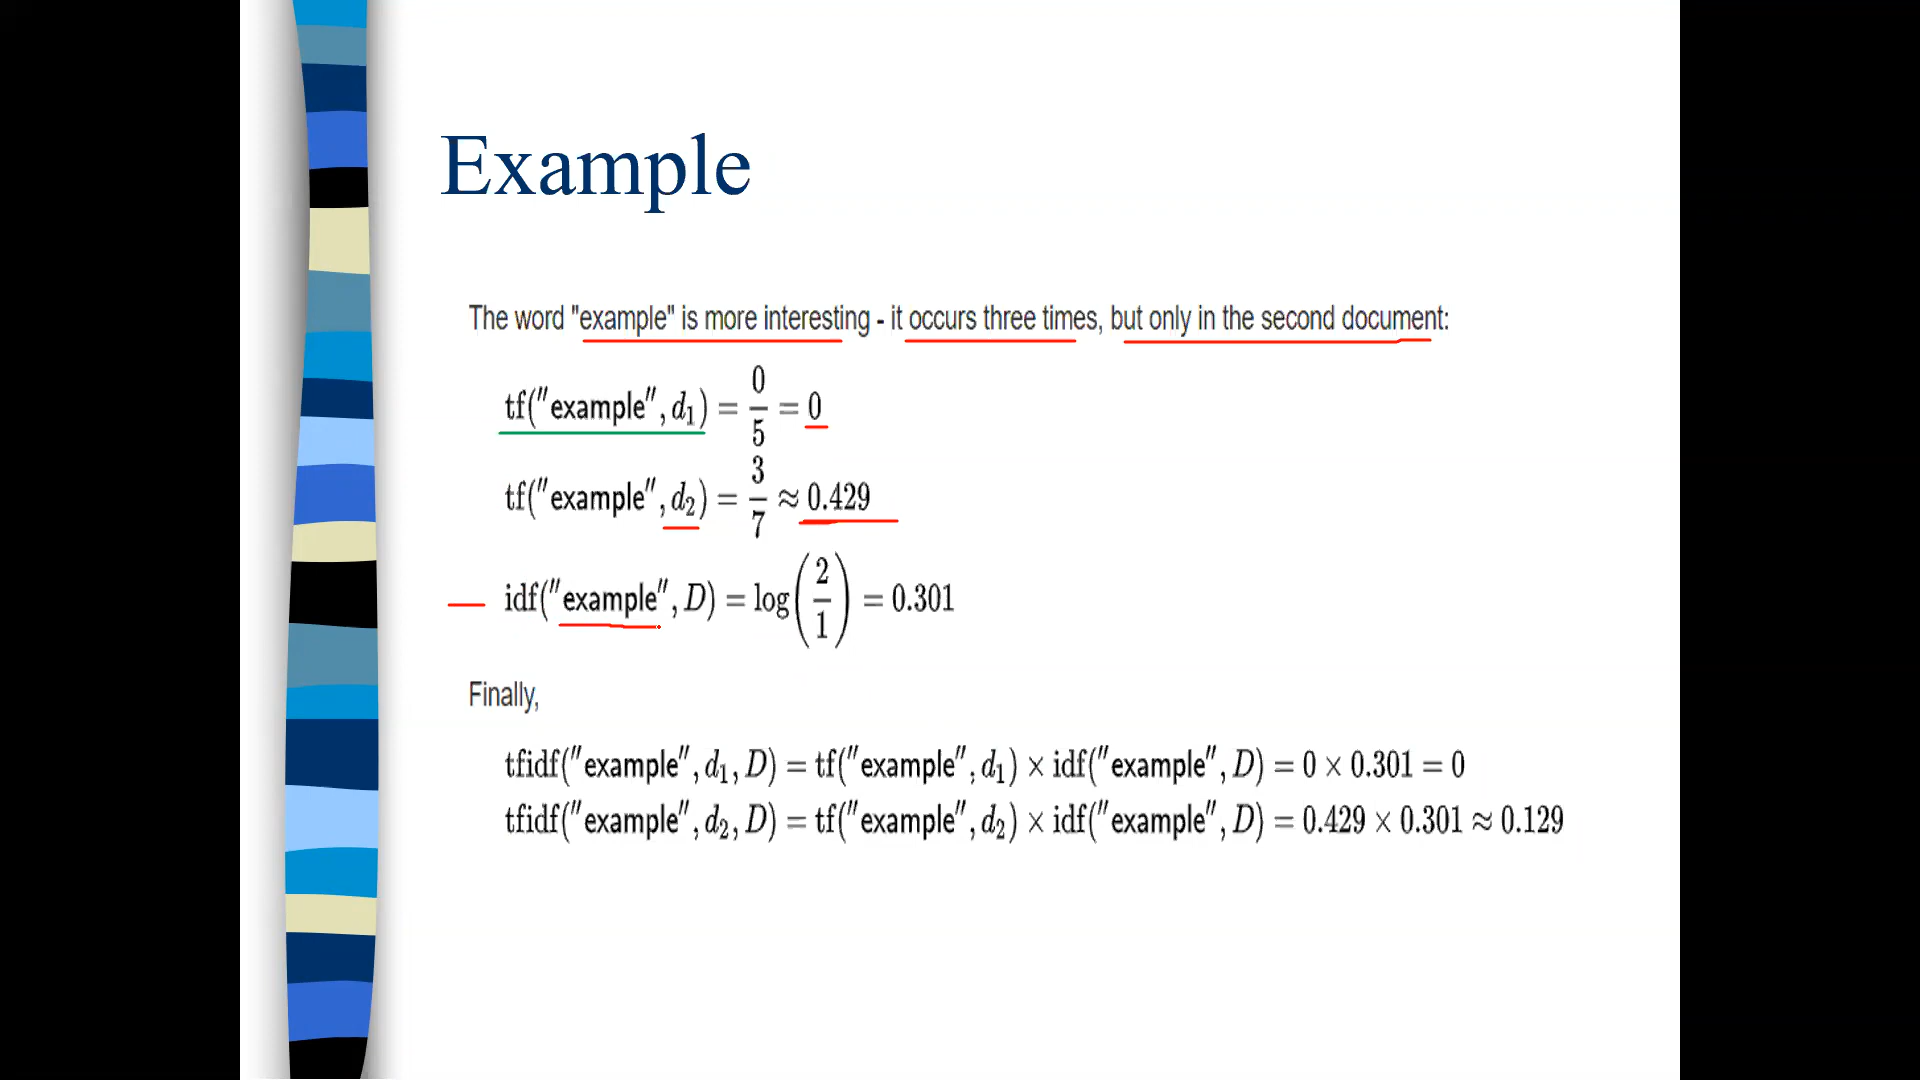 Example
The word "example" is more interesting - it occurs three times, but only in the second document:
tf("example", d₁) = 0/5 = 0
tf("example", d₂) = 3/7 ≈ 0.429
idf("example", D) = log(2/1) = 0.301
Finally,
tfidf("example", d₁, D) = tf("example", d₁) × idf("example", D) = 0 × 0.301 = 0
tfidf("example", d₂, D) = tf("example", d₂) × idf("example", D) = 0.429 × 0.301 ≈ 0.129